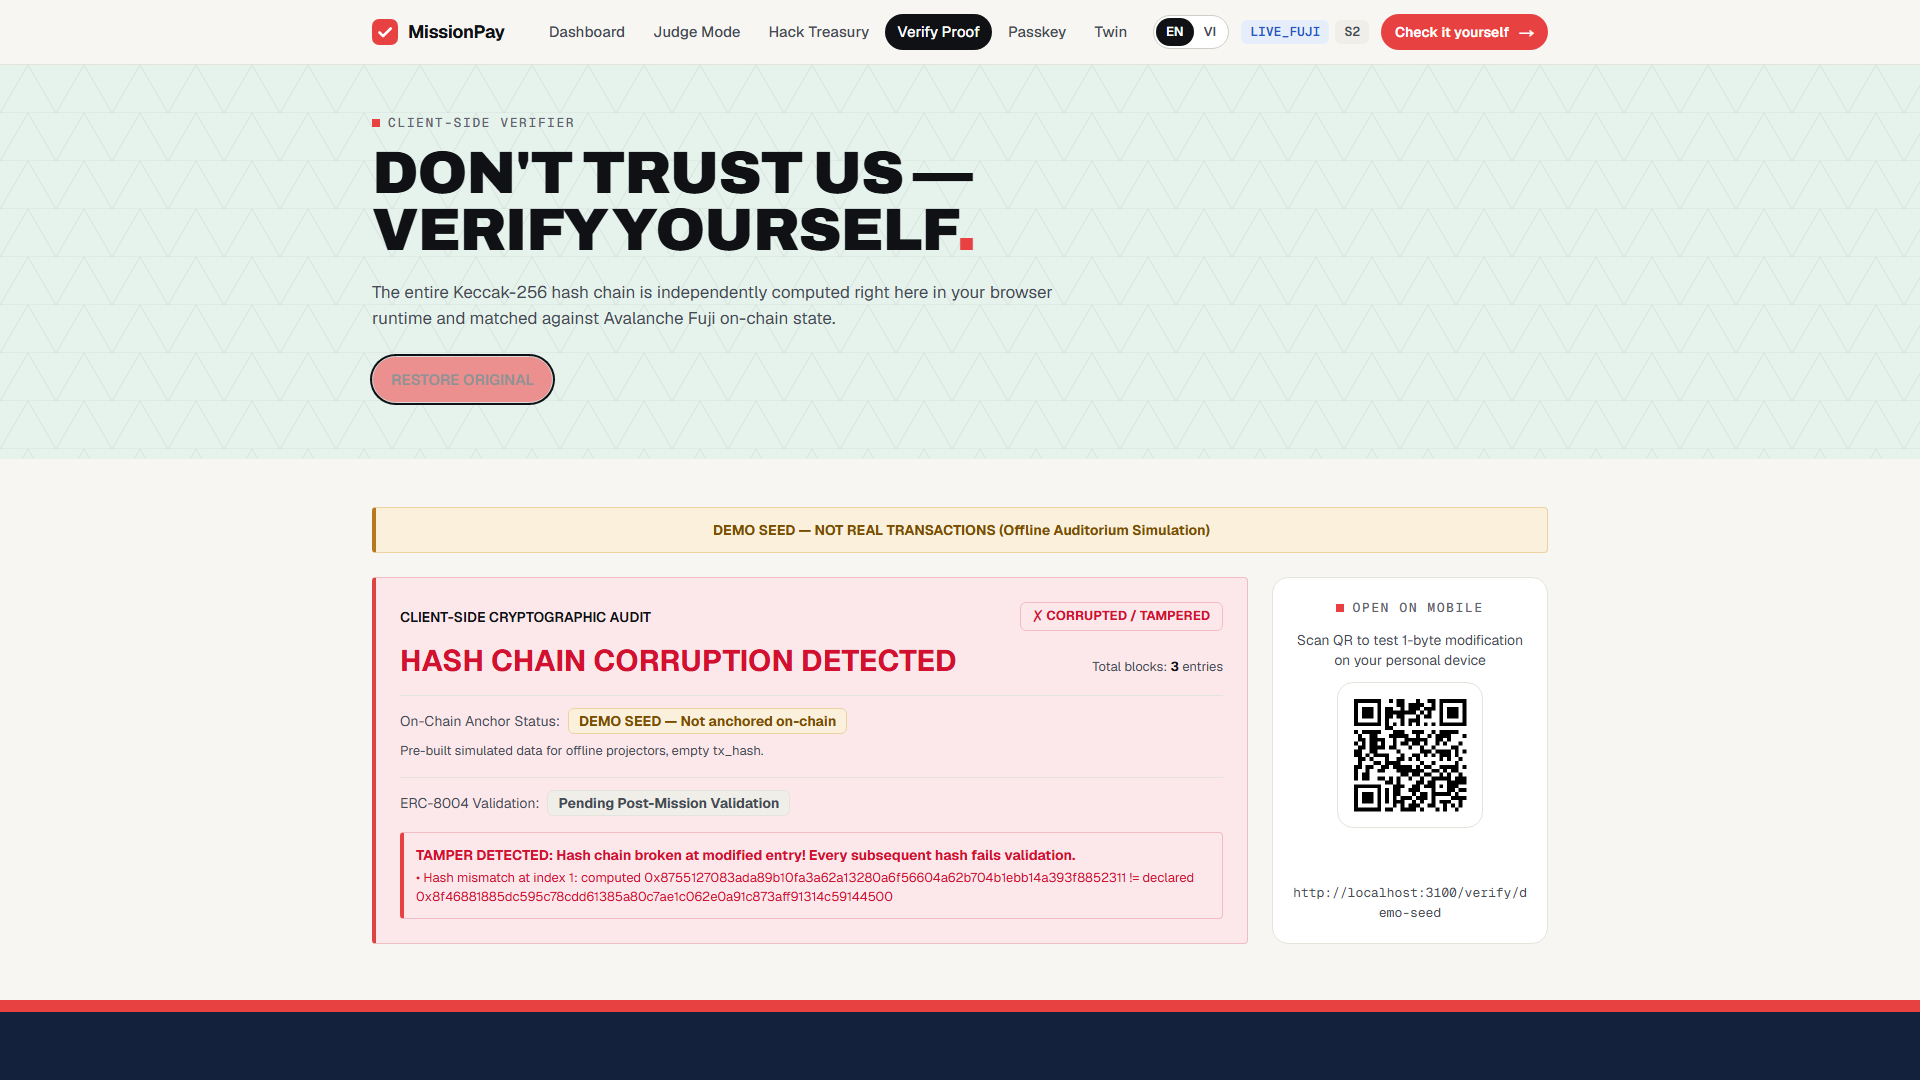 MissionPay
Dashboard
Judge Mode
Hack Treasury
Verify Proof
Passkey
Twin
EN
VI
LIVE_FUJI
S2
Check it yourself →
CLIENT-SIDE VERIFIER
DON'T TRUST US —
VERIFY YOURSELF.
The entire Keccak-256 hash chain is independently computed right here in your browser
runtime and matched against Avalanche Fuji on-chain state.
RESTORE ORIGINAL
DEMO SEED — NOT REAL TRANSACTIONS (Offline Auditorium Simulation)
CLIENT-SIDE CRYPTOGRAPHIC AUDIT
✗ CORRUPTED / TAMPERED
HASH CHAIN CORRUPTION DETECTED
Total blocks: 3 entries
On-Chain Anchor Status: DEMO SEED — Not anchored on-chain
Pre-built simulated data for offline projectors, empty tx_hash.
ERC-8004 Validation: Pending Post-Mission Validation
TAMPER DETECTED: Hash chain broken at modified entry! Every subsequent hash fails validation.
• Hash mismatch at index 1: computed 0x8755127083ada89b10fa3a62a13280a6f56604a62b704b1ebb14a393f8852311 != declared
0x8f46881885dc595c78cdd61385a80c7ae1c062e0a91c873aff91314c59144500
OPEN ON MOBILE
Scan QR to test 1-byte modification
on your personal device
http://localhost:3100/verify/d
emo-seed